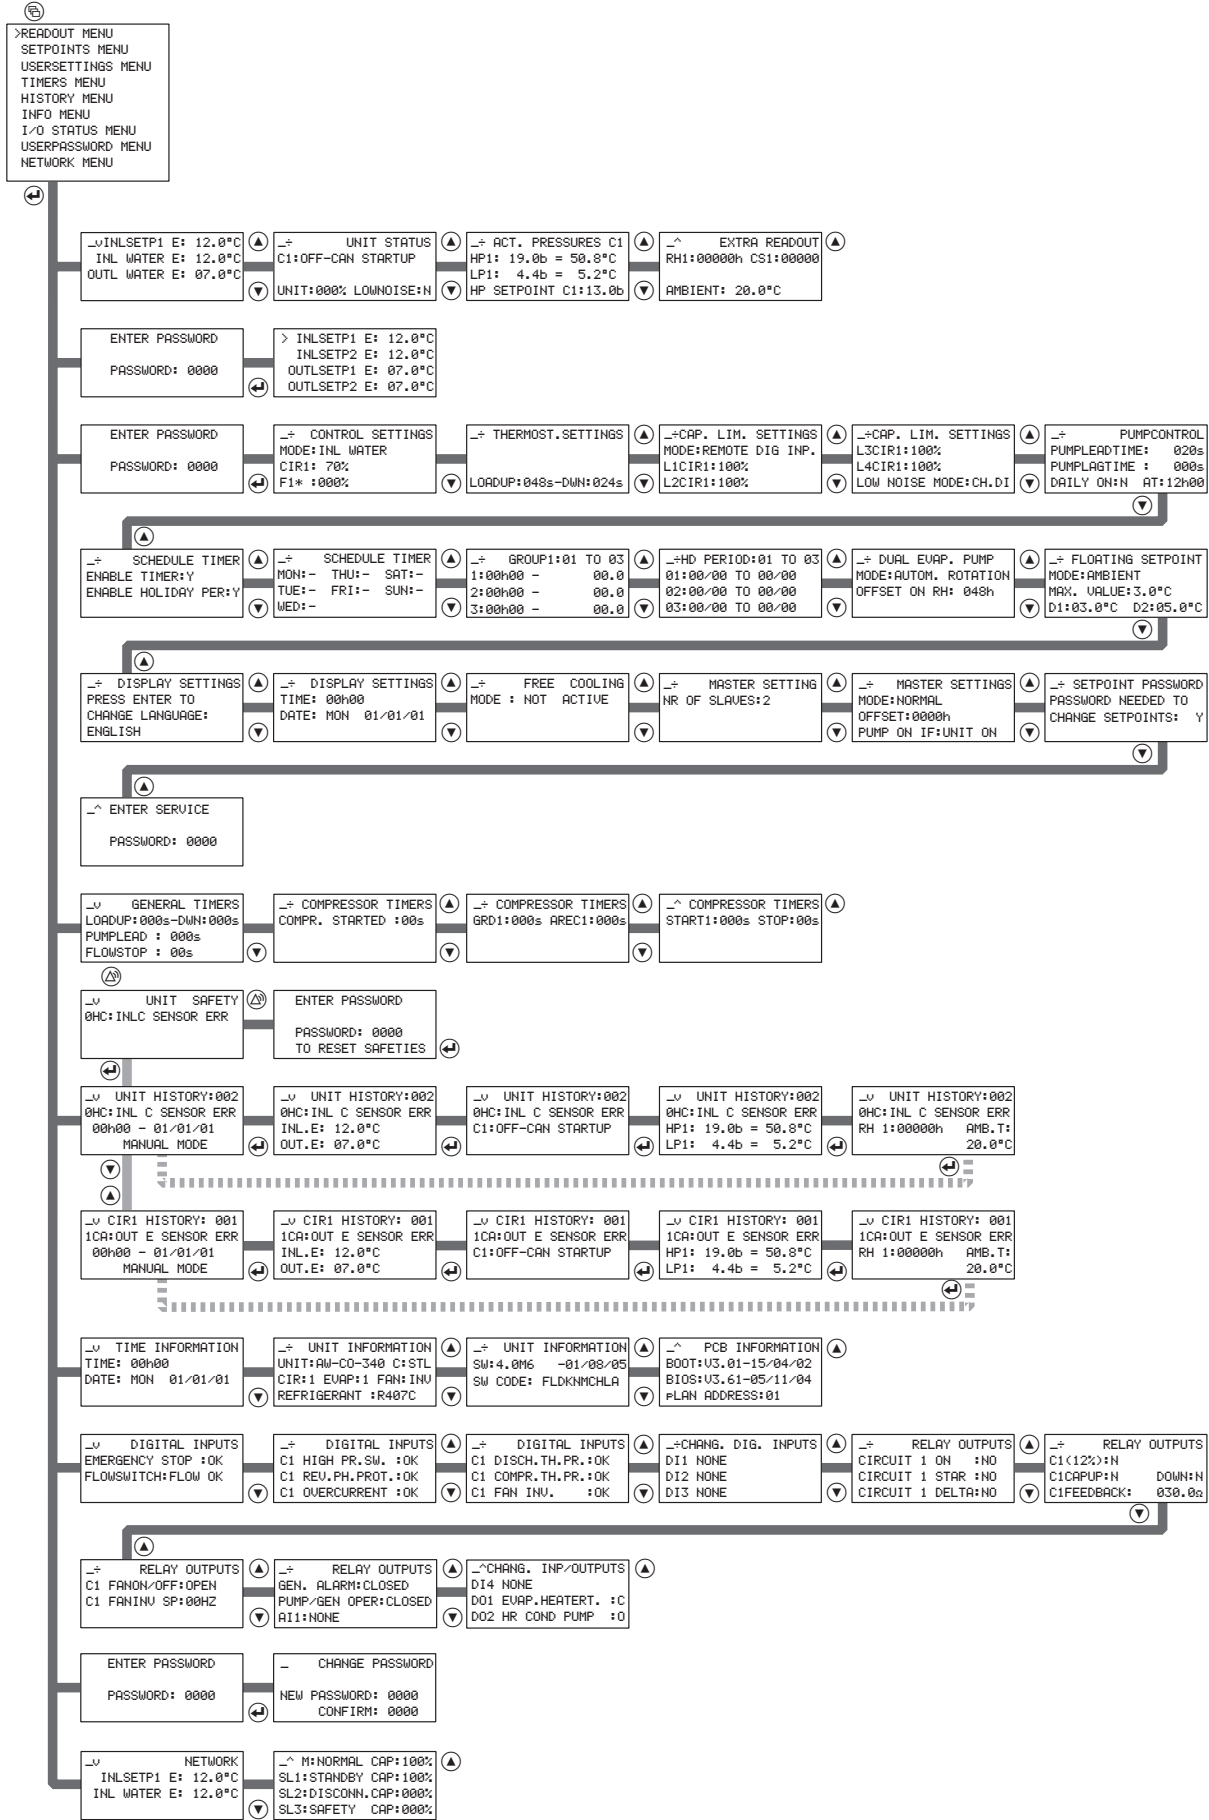 >READOUT MENU
SETPOINTS MENU
USERSETTINGS MENU
TIMERS MENU
HISTORY MENU
INFO MENU
I/O STATUS MENU
USERPASSWORD MENU
NETWORK MENU
_vINLSETP1 E: 12.0°C
INL WATER E: 12.0°C
OUTL WATER E: 07.0°C
_÷ UNIT STATUS
C1:OFF-CAN STARTUP
UNIT:000% LOWNOISE:N
_÷ ACT. PRESSURES C1
HP1: 19.0b = 50.8°C
LP1: 4.4b = 5.2°C
HP SETPOINT C1:13.0b
_^ EXTRA READOUT
RH1:00000h CS1:00000
AMBIENT: 20.0°C
ENTER PASSWORD
PASSWORD: 0000
> INLSETP1 E: 12.0°C
INLSETP2 E: 12.0°C
OUTLSETP1 E: 07.0°C
OUTLSETP2 E: 07.0°C
ENTER PASSWORD
PASSWORD: 0000
_÷ CONTROL SETTINGS
MODE:INL WATER
CIR1: 70%
F1* :000%
_÷ THERMOST.SETTINGS
LOADUP:048s-DWN:024s
_÷CAP. LIM. SETTINGS
MODE:REMOTE DIG INP.
L1CIR1:100%
L2CIR1:100%
_÷CAP. LIM. SETTINGS
L3CIR1:100%
L4CIR1:100%
LOW NOISE MODE:CH.DI
_÷ PUMPCONTROL
PUMPLEADTIME: 020s
PUMPLAGTIME : 000s
DAILY ON:N AT:12h00
_÷ SCHEDULE TIMER
ENABLE TIMER:Y
ENABLE HOLIDAY PER:Y
_÷ SCHEDULE TIMER
MON:- THU:- SAT:-
TUE:- FRI:- SUN:-
WED:-
_÷ GROUP1:01 TO 03
1:00h00 - 00.0
2:00h00 - 00.0
3:00h00 - 00.0
_÷HD PERIOD:01 TO 03
01:00/00 TO 00/00
02:00/00 TO 00/00
03:00/00 TO 00/00
_÷ DUAL EVAP. PUMP
MODE:AUTOM. ROTATION
OFFSET ON RH: 048h
_÷ FLOATING SETPOINT
MODE:AMBIENT
MAX. VALUE:3.0°C
D1:03.0°C D2:05.0°C
_÷ DISPLAY SETTINGS
PRESS ENTER TO
CHANGE LANGUAGE:
ENGLISH
_÷ DISPLAY SETTINGS
TIME: 00h00
DATE: MON 01/01/01
_÷ FREE COOLING
MODE : NOT ACTIVE
_÷ MASTER SETTING
NR OF SLAVES:2
_÷ MASTER SETTINGS
MODE:NORMAL
OFFSET:0000h
PUMP ON IF:UNIT ON
_÷ SETPOINT PASSWORD
PASSWORD NEEDED TO
CHANGE SETPOINTS: Y
_^ ENTER SERVICE
PASSWORD: 0000
_v GENERAL TIMERS
LOADUP:000s-DWN:000s
PUMPLEAD : 000s
FLOWSTOP : 00s
_÷ COMPRESSOR TIMERS
COMPR. STARTED :00s
_÷ COMPRESSOR TIMERS
GRD1:000s AREC1:000s
_^ COMPRESSOR TIMERS
START1:000s STOP:00s
_v UNIT SAFETY
0HC:INLC SENSOR ERR
ENTER PASSWORD
PASSWORD: 0000
TO RESET SAFETIES
_v UNIT HISTORY:002
0HC:INL C SENSOR ERR
00h00 - 01/01/01
MANUAL MODE
_v UNIT HISTORY:002
0HC:INL C SENSOR ERR
INL.E: 12.0°C
OUT.E: 07.0°C
_v UNIT HISTORY:002
0HC:INL C SENSOR ERR
C1:OFF-CAN STARTUP
_v UNIT HISTORY:002
0HC:INL C SENSOR ERR
HP1: 19.0b = 50.8°C
LP1: 4.4b = 5.2°C
_v UNIT HISTORY:002
0HC:INL C SENSOR ERR
RH 1:00000h AMB.T:
20.0°C
_v CIR1 HISTORY: 001
1CA:OUT E SENSOR ERR
00h00 - 01/01/01
MANUAL MODE
_v CIR1 HISTORY: 001
1CA:OUT E SENSOR ERR
INL.E: 12.0°C
OUT.E: 07.0°C
_v CIR1 HISTORY: 001
1CA:OUT E SENSOR ERR
C1:OFF-CAN STARTUP
_v CIR1 HISTORY: 001
1CA:OUT E SENSOR ERR
HP1: 19.0b = 50.8°C
LP1: 4.4b = 5.2°C
_v CIR1 HISTORY: 001
1CA:OUT E SENSOR ERR
RH 1:00000h AMB.T:
20.0°C
_v TIME INFORMATION
TIME: 00h00
DATE: MON 01/01/01
_÷ UNIT INFORMATION
UNIT:AW-CO-340 C:STL
CIR:1 EVAP:1 FAN:INV
REFRIGERANT :R407C
_÷ UNIT INFORMATION
SW:4.0M6 -01/08/05
SW CODE: FLDKNMCHLA
_^ PCB INFORMATION
BOOT:V3.01-15/04/02
BIOS:V3.61-05/11/04
pLAN ADDRESS:01
_v DIGITAL INPUTS
EMERGENCY STOP :OK
FLOWSWITCH:FLOW OK
_÷ DIGITAL INPUTS
C1 HIGH PR.SW. :OK
C1 REV.PH.PROT.:OK
C1 OVERCURRENT :OK
_÷ DIGITAL INPUTS
C1 DISCH.TH.PR.:OK
C1 COMPR.TH.PR.:OK
C1 FAN INV. :OK
_÷CHANG. DIG. INPUTS
DI1 NONE
DI2 NONE
DI3 NONE
_÷ RELAY OUTPUTS
CIRCUIT 1 ON :NO
CIRCUIT 1 STAR :NO
CIRCUIT 1 DELTA:NO
_÷ RELAY OUTPUTS
C1(12%):N
C1CAPUP:N DOWN:N
C1FEEDBACK: 030.0Ω
_÷ RELAY OUTPUTS
C1 FANON/OFF:OPEN
C1 FANINV SP:00HZ
_÷ RELAY OUTPUTS
GEN. ALARM:CLOSED
PUMP/GEN OPER:CLOSED
AI1:NONE
_^CHANG. INP/OUTPUTS
DI4 NONE
DO1 EVAP.HEATERT. :C
DO2 HR COND PUMP :O
ENTER PASSWORD
PASSWORD: 0000
_ CHANGE PASSWORD
NEW PASSWORD: 0000
CONFIRM: 0000
_v NETWORK
INLSETP1 E: 12.0°C
INL WATER E: 12.0°C
_^ M:NORMAL CAP:100%
SL1:STANDBY CAP:100%
SL2:DISCONN.CAP:000%
SL3:SAFETY CAP:000%